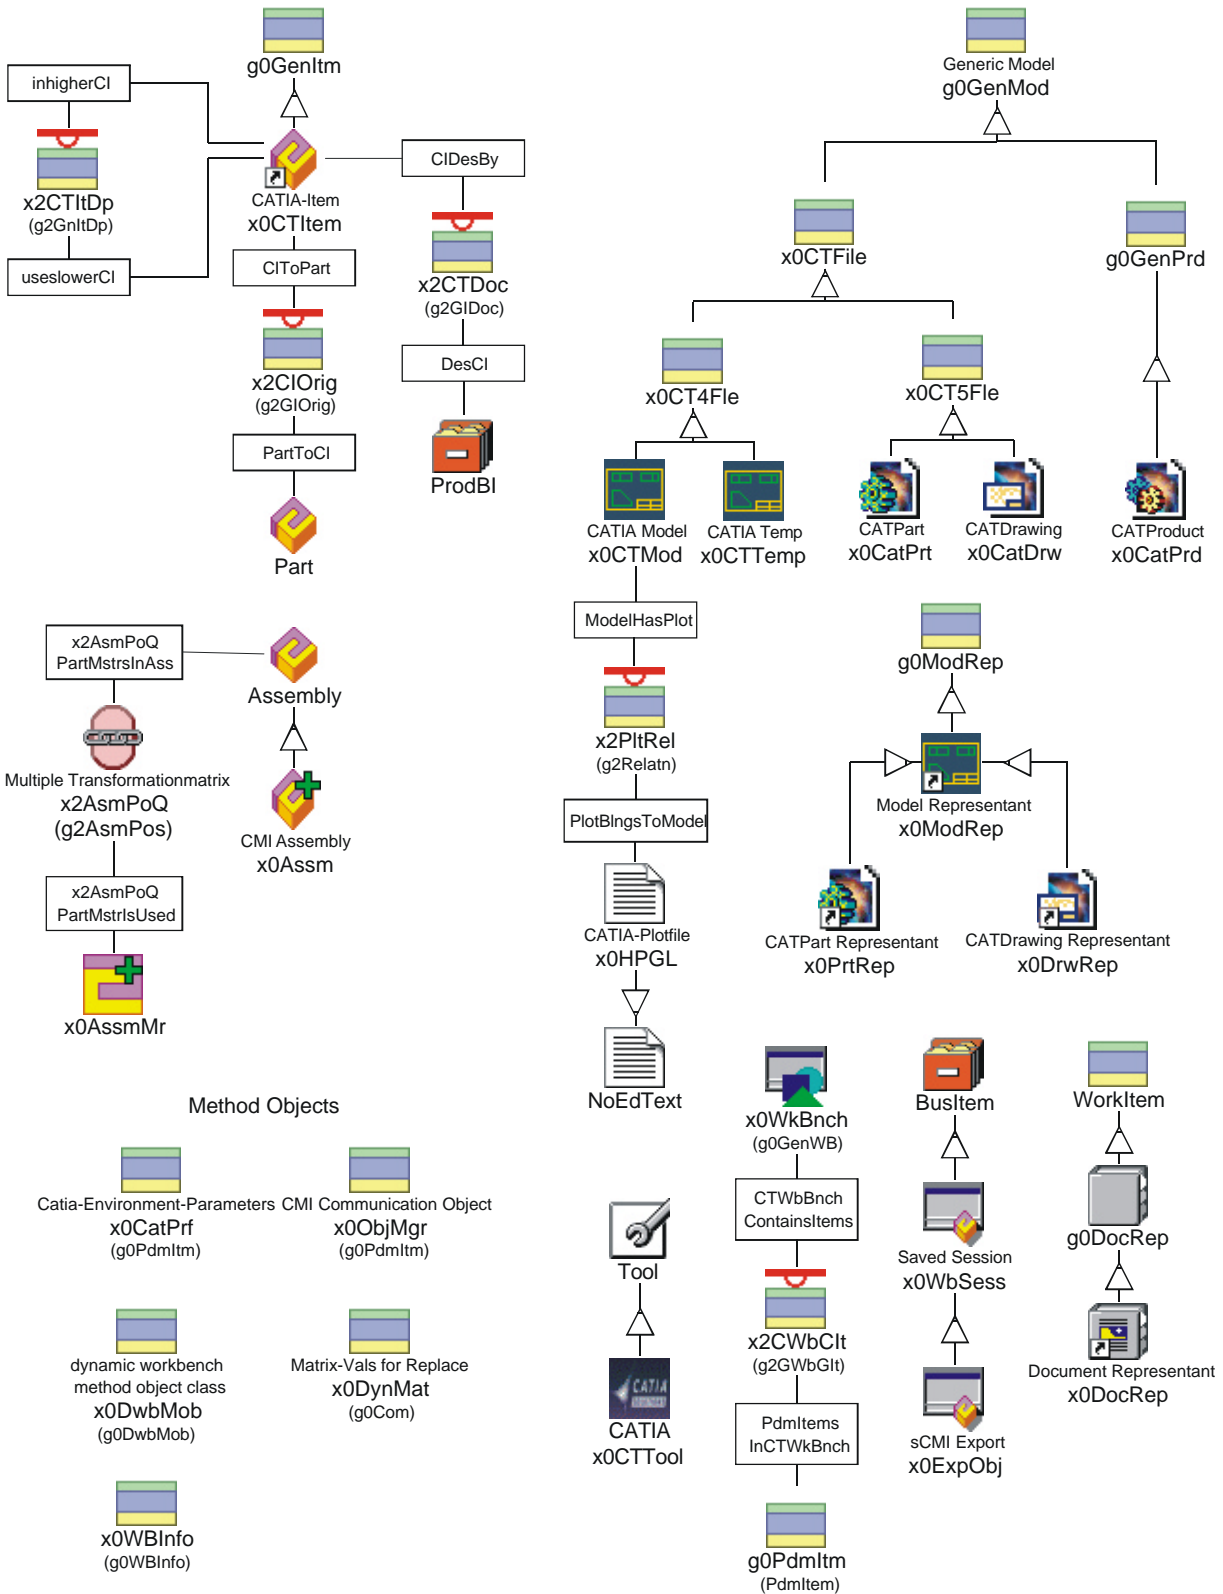 g0GenItm
inhigherCI
x2CTItDp
(g2GnItDp)
useslowerCI
CATIA-Item
x0CTItem
CIDesBy
CIToPart
x2CTDoc
(g2GIDoc)
DesCI
ProdBI
x2CIOrig
(g2GIOrig)
PartToCI
Part
Generic Model
g0GenMod
x0CTFile
g0GenPrd
x0CT4Fle
x0CT5Fle
CATIA Model
x0CTMod
CATIA Temp
x0CTTemp
CATPart
x0CatPrt
CATDrawing
x0CatDrw
CATProduct
x0CatPrd
ModelHasPlot
x2PltRel
(g2Relatn)
PlotBlngsToModel
CATIA-Plotfile
x0HPGL
NoEdText
g0ModRep
Model Representant
x0ModRep
CATPart Representant
x0PrtRep
CATDrawing Representant
x0DrwRep
x2AsmPoQ
PartMstrsInAss
Assembly
Multiple Transformationmatrix
x2AsmPoQ
(g2AsmPos)
CMI Assembly
x0Assm
x2AsmPoQ
PartMstrIsUsed
x0AssmMr
Method Objects
Catia-Environment-Parameters
x0CatPrf
(g0PdmItm)
CMI Communication Object
x0ObjMgr
(g0PdmItm)
dynamic workbench
method object class
x0DwbMob
(g0DwbMob)
Matrix-Vals for Replace
x0DynMat
(g0Com)
x0WBInfo
(g0WBInfo)
Tool
CATIA
CATIA
x0CTTool
x0WkBnch
(g0GenWB)
CTWbBnch
ContainsItems
x2CWbCIt
(g2GWbGIt)
PdmItems
InCTWkBnch
g0PdmItm
(PdmItem)
BusItem
Saved Session
x0WbSess
sCMI Export
x0ExpObj
WorkItem
g0DocRep
Document Representant
x0DocRep